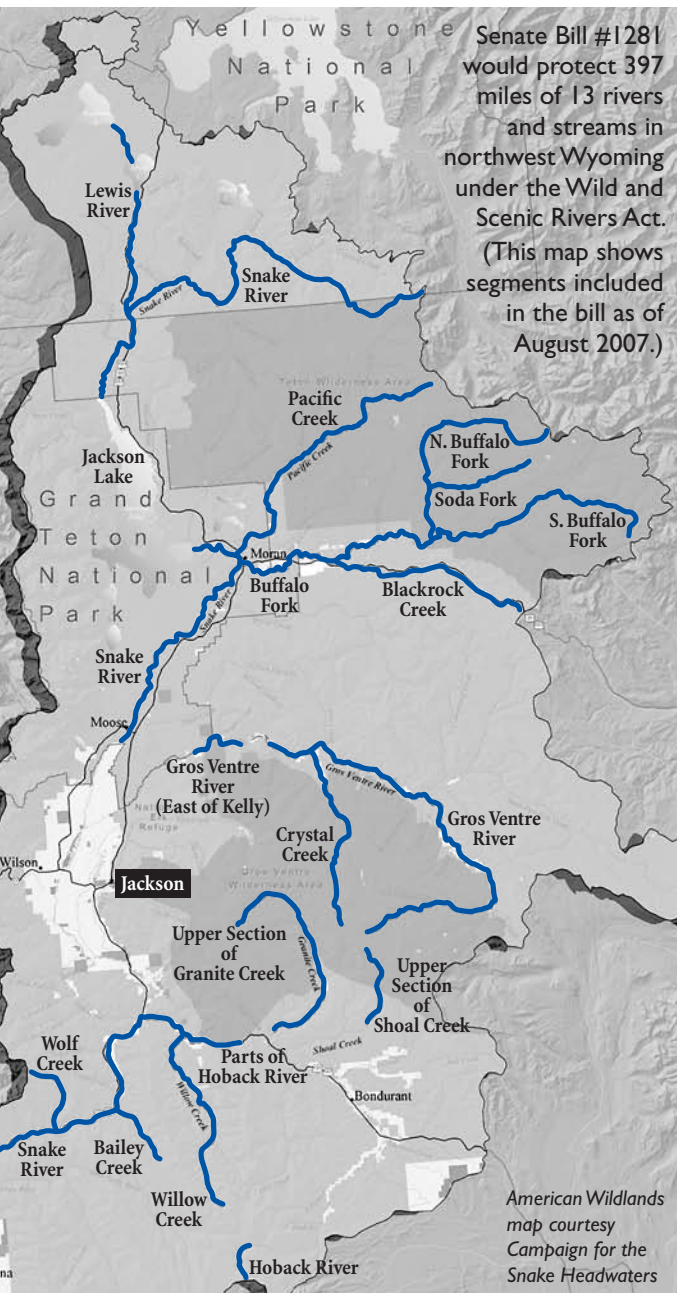 Yellowstone
National
Park
Senate Bill #1281
would protect 397
miles of 13 rivers
and streams in
northwest Wyoming
under the Wild and
Scenic Rivers Act.
(This map shows
segments included
in the bill as of
August 2007.)
Lewis
River
Snake
River
Snake River
Teton Wilderness Area
Pacific
Creek
Pacific Creek
N. Buffalo
Fork
Soda Fork
S. Buffalo
Fork
Jackson
Lake
Grand
Teton
National
Park
Moran
Buffalo
Fork
Blackrock
Creek
Snake River
Snake
River
Moose
Gros Ventre
River
(East of Kelly)
Gros Ventre River
Gros Ventre
River
Crystal
Creek
Refuge
Wilson
Jackson
Gros Ventre
Wilderness Area
Upper Section
of
Granite Creek
Granite Creek
Upper
Section
of
Shoal Creek
Shoal Creek
Parts of
Hoback River
Wolf
Creek
Willow Creek
Bondurant
Snake
River
Bailey
Creek
Willow
Creek
Hoback River
American Wildlands
map courtesy
Campaign for the
Snake Headwaters
na